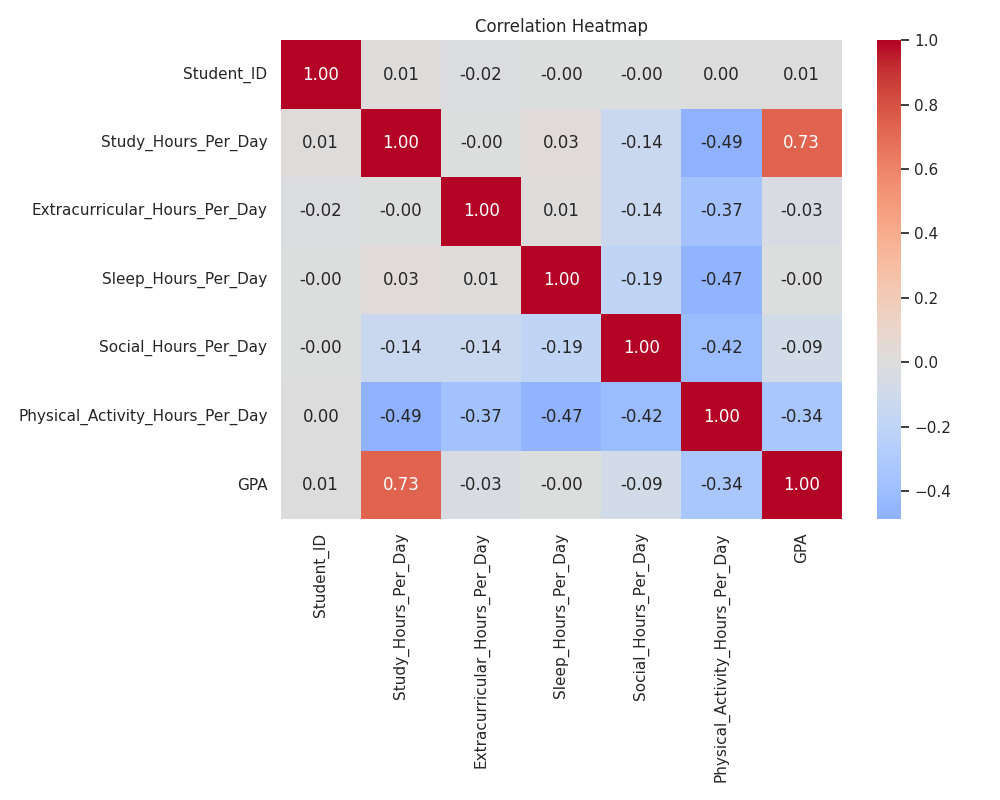 Correlation Heatmap
Student_ID 1.00 0.01 -0.02 -0.00 -0.00 0.00 0.01
Study_Hours_Per_Day 0.01 1.00 -0.00 0.03 -0.14 -0.49 0.73
Extracurricular_Hours_Per_Day -0.02 -0.00 1.00 0.01 -0.14 -0.37 -0.03
Sleep_Hours_Per_Day -0.00 0.03 0.01 1.00 -0.19 -0.47 -0.00
Social_Hours_Per_Day -0.00 -0.14 -0.14 -0.19 1.00 -0.42 -0.09
Physical_Activity_Hours_Per_Day 0.00 -0.49 -0.37 -0.47 -0.42 1.00 -0.34
GPA 0.01 0.73 -0.03 -0.00 -0.09 -0.34 1.00
Student_ID
Study_Hours_Per_Day
Extracurricular_Hours_Per_Day
Sleep_Hours_Per_Day
Social_Hours_Per_Day
Physical_Activity_Hours_Per_Day
GPA
1.0
0.8
0.6
0.4
0.2
0.0
−0.2
−0.4